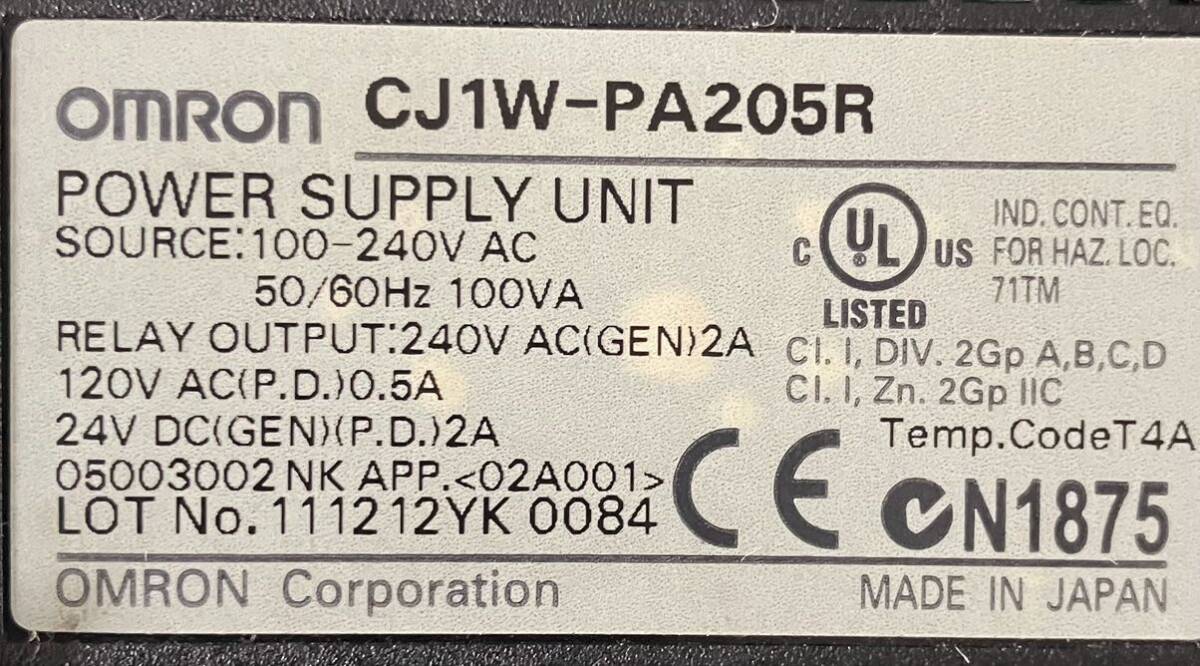 OMRON CJ1W-PA205R
POWER SUPPLY UNIT
SOURCE:100-240V AC
50/60Hz 100VA
RELAY OUTPUT:240V AC(GEN)2A
120V AC(P.D.)0.5A
24V DC(GEN)(P.D.)2A
05003002 NK APP.<02A001>
LOT No. 111212YK 0084
C UL US
LISTED
IND. CONT. EQ.
FOR HAZ. LOC.
71TM
Cl. I, DIV. 2Gp A,B,C,D
Cl. I, Zn. 2Gp IIC
Temp.CodeT4A
CE N1875
OMRON Corporation
MADE IN JAPAN